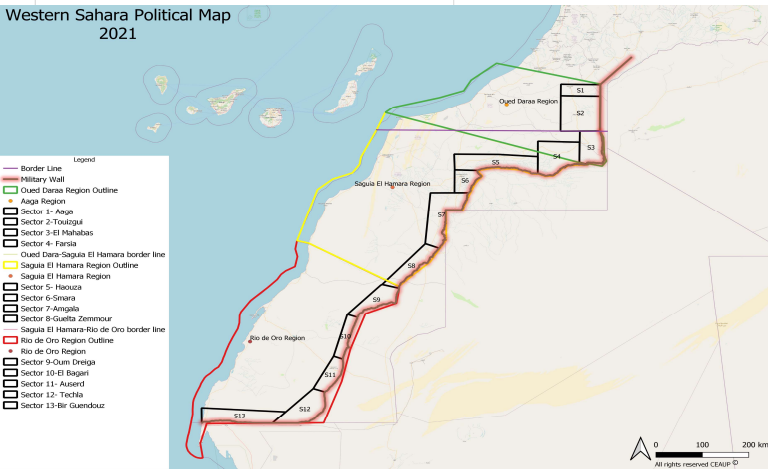 Western Sahara Political Map
2021
S1
Oued Daraa Region
S2
S3
S4
S5
S6
Saguia El Hamara Region
S7
S8
S9
S10
Rio de Oro Region
S11
S12
S13
Legend
Border Line
Military Wall
Oued Daraa Region Outline
Aaga Region
Sector 1- Aaga
Sector 2-Touizgui
Sector 3-El Mahabas
Sector 4- Farsia
Oued Dara-Saguia El Hamara border line
Saguia El Hamara Region Outline
Saguia El Hamara Region
Sector 5- Haouza
Sector 6-Smara
Sector 7-Amgala
Sector 8-Guelta Zemmour
Saguia El Hamara-Rio de Oro border line
Rio de Oro Region Outline
Rio de Oro Region
Sector 9-Oum Dreiga
Sector 10-El Bagari
Sector 11- Auserd
Sector 12- Techla
Sector 13-Bir Guendouz
0 100 200 km
All rights reserved CEAUP ©